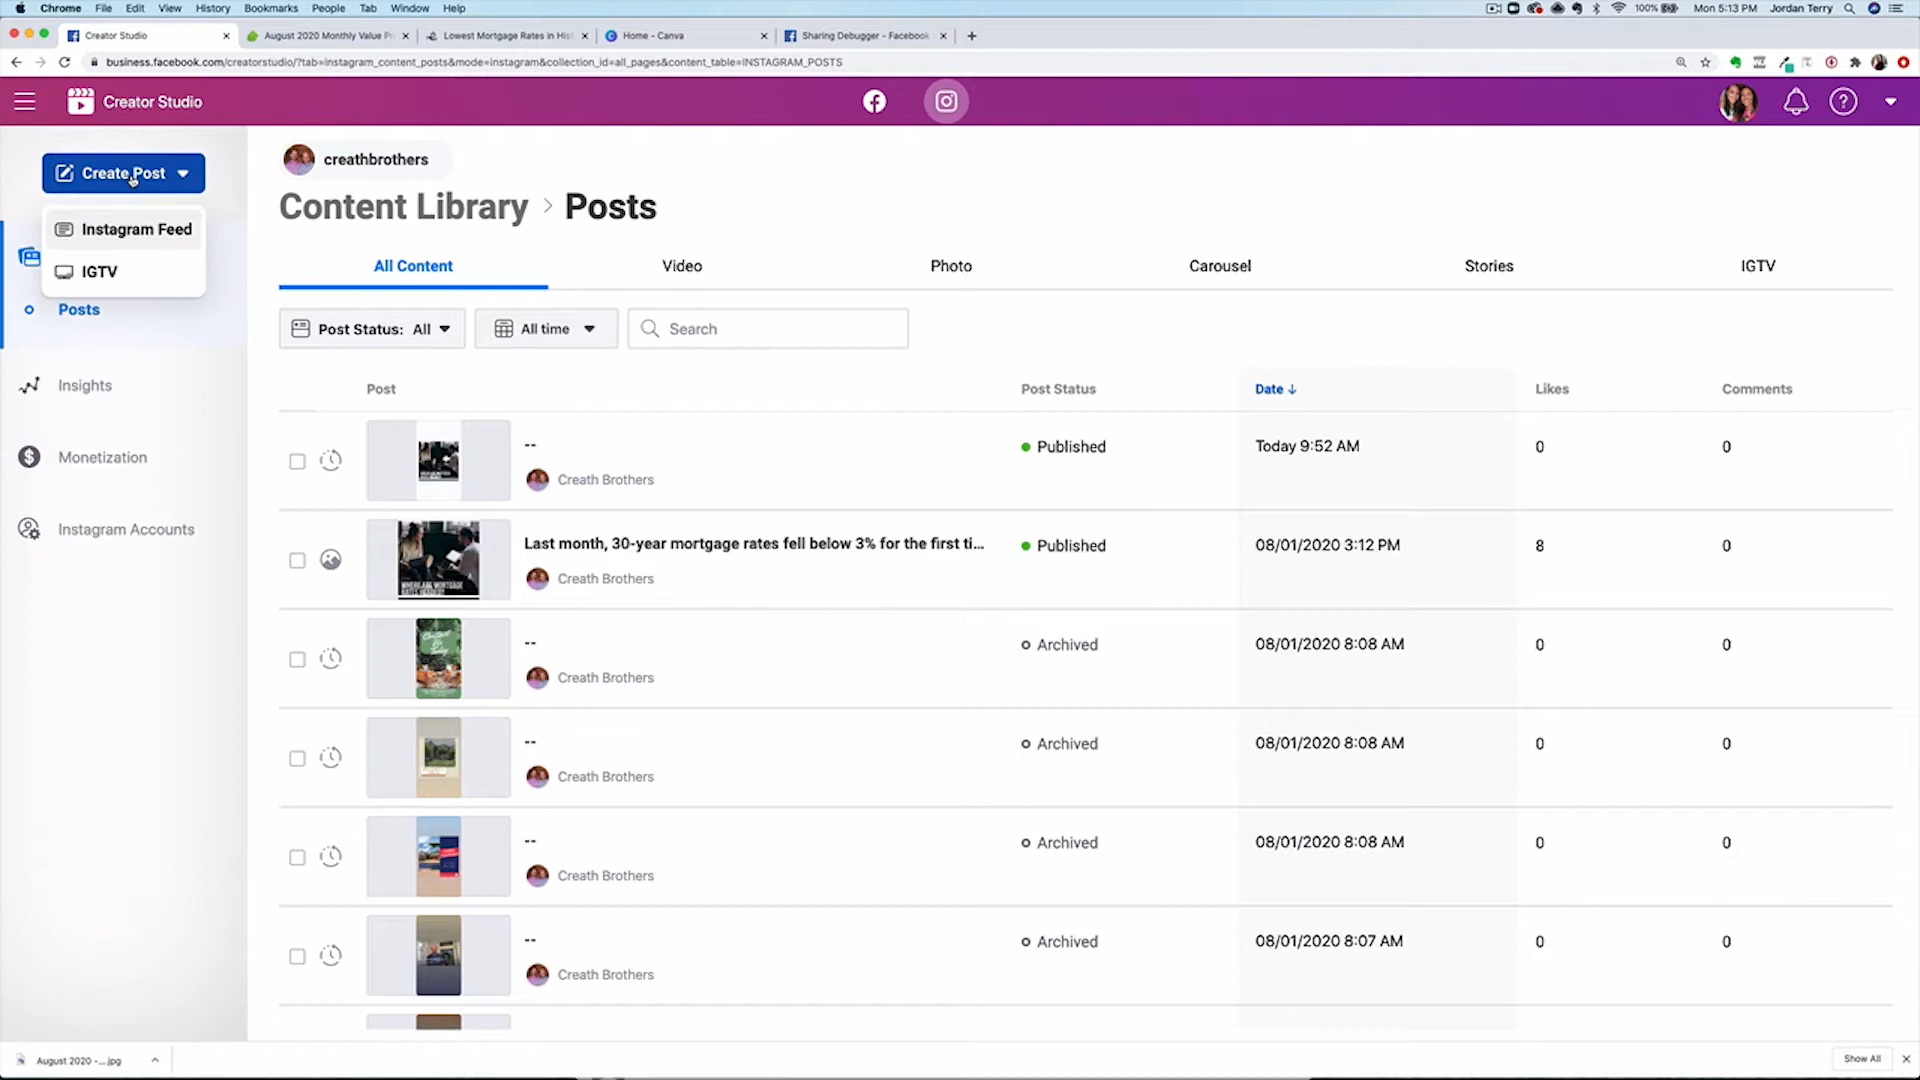 Chrome File Edit View History Bookmarks People Tab Window Help
100% Mon 5:13 PM Jordan Terry
Creator Studio
August 2020 Monthly Value P
Lowest Mortgage Rates in Hist
Home - Canva
Sharing Debugger - Facebook
business.facebook.com/creatorstudio/?tab=instagram_content_posts&mode=instagram&collection_id=all_pages&content_table=INSTAGRAM_POSTS
Creator Studio
Create Post
Instagram Feed
IGTV
Posts
Insights
Monetization
Instagram Accounts
creathbrothers
Content Library > Posts
All Content Video Photo Carousel Stories IGTV
Post Status: All All time Search
Post Post Status Date ↓ Likes Comments
-- Published Today 9:52 AM 0 0
Creath Brothers
Last month, 30-year mortgage rates fell below 3% for the first ti... Published 08/01/2020 3:12 PM 8 0
Creath Brothers
WHERE ARE MORTGAGE
-- Archived 08/01/2020 8:08 AM 0 0
Creath Brothers
-- Archived 08/01/2020 8:08 AM 0 0
Creath Brothers
-- Archived 08/01/2020 8:08 AM 0 0
Creath Brothers
-- Archived 08/01/2020 8:07 AM 0 0
Creath Brothers
August 2020 -....jpg
Show All